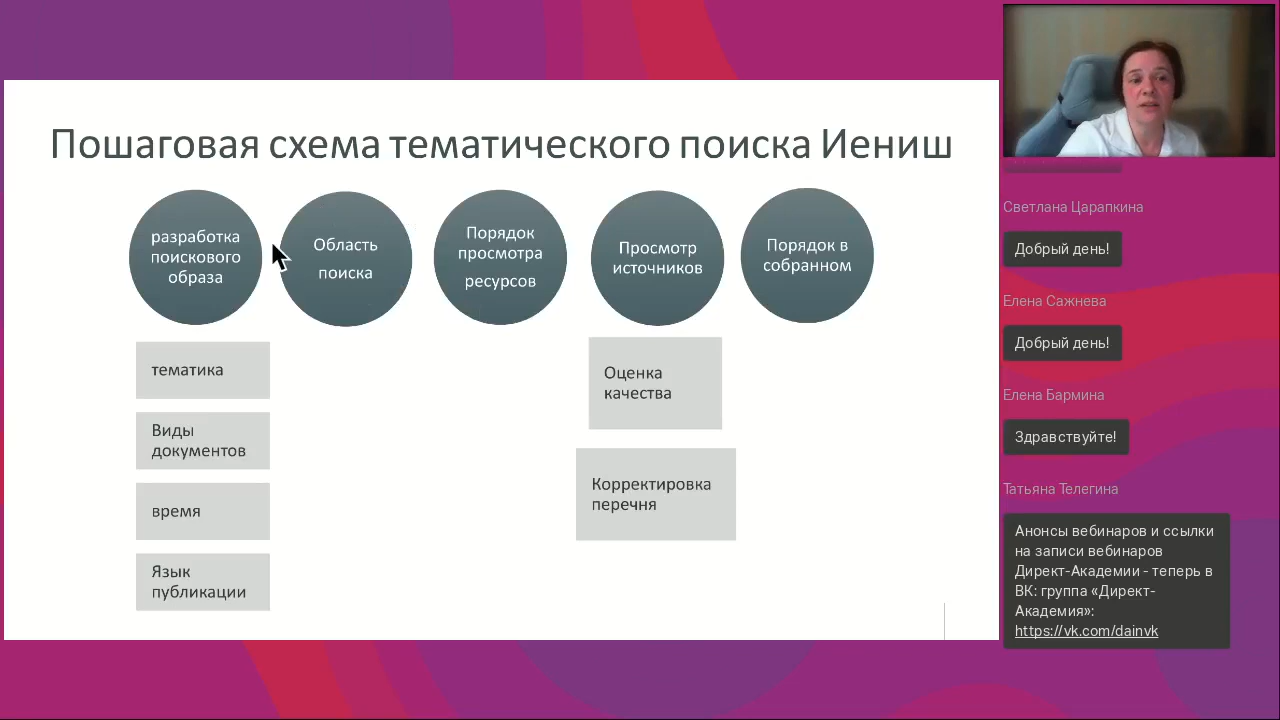 Пошаговая схема тематического поиска Иениш
разработка
поискового
образа
Область
поиска
Порядок
просмотра
ресурсов
Просмотр
источников
Порядок в
собранном
тематика
Виды
документов
время
Язык
публикации
Оценка
качества
Корректировка
перечня
Светлана Царапкина
Добрый день!
Елена Сажнева
Добрый день!
Елена Бармина
Здравствуйте!
Татьяна Телегина
Анонсы вебинаров и ссылки
на записи вебинаров
Директ-Академии - теперь в
ВК: группа «Директ-
Академия»:
https://vk.com/dainvk